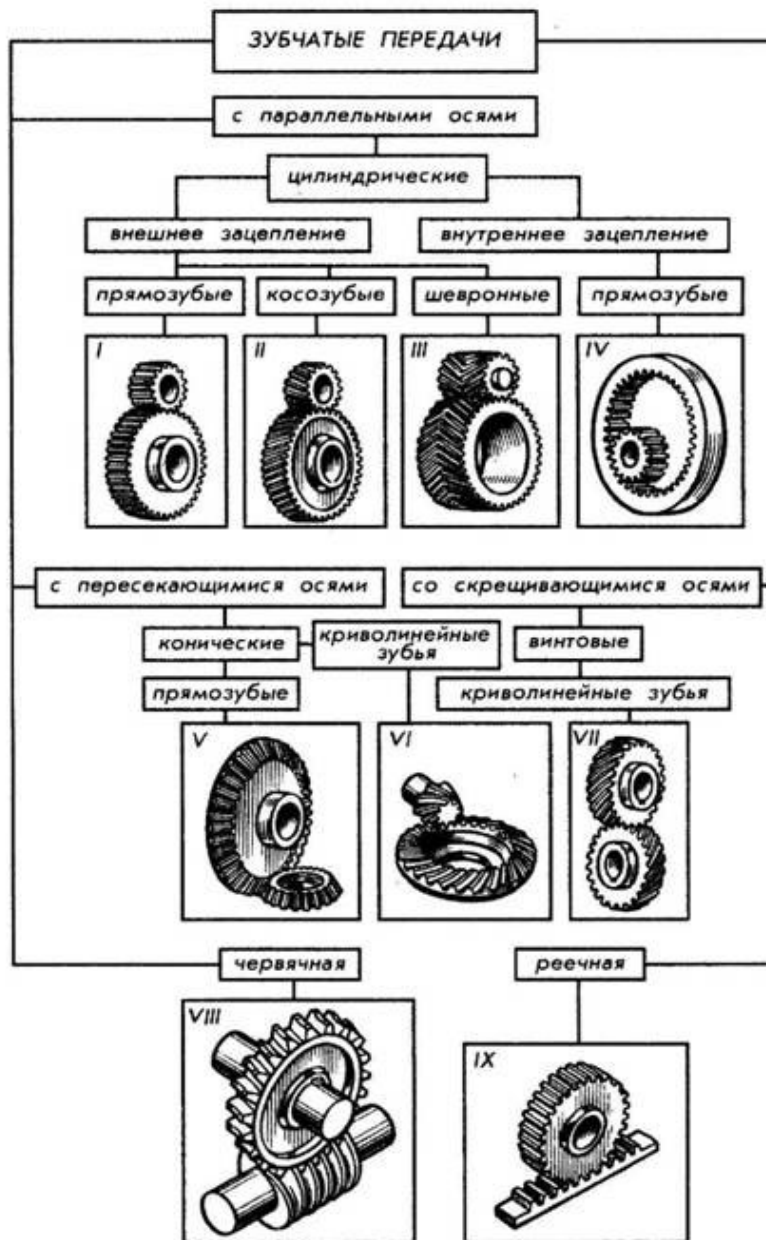 ЗУБЧАТЫЕ ПЕРЕДАЧИ
с параллельными осями
цилиндрические
внешнее зацепление
внутреннее зацепление
прямозубые
косозубые
шевронные
прямозубые
I
II
III
IV
с пересекающимися осями
со скрещивающимися осями
конические
криволинейные
зубья
винтовые
прямозубые
криволинейные зубья
V
VI
VII
червячная
реечная
VIII
IX